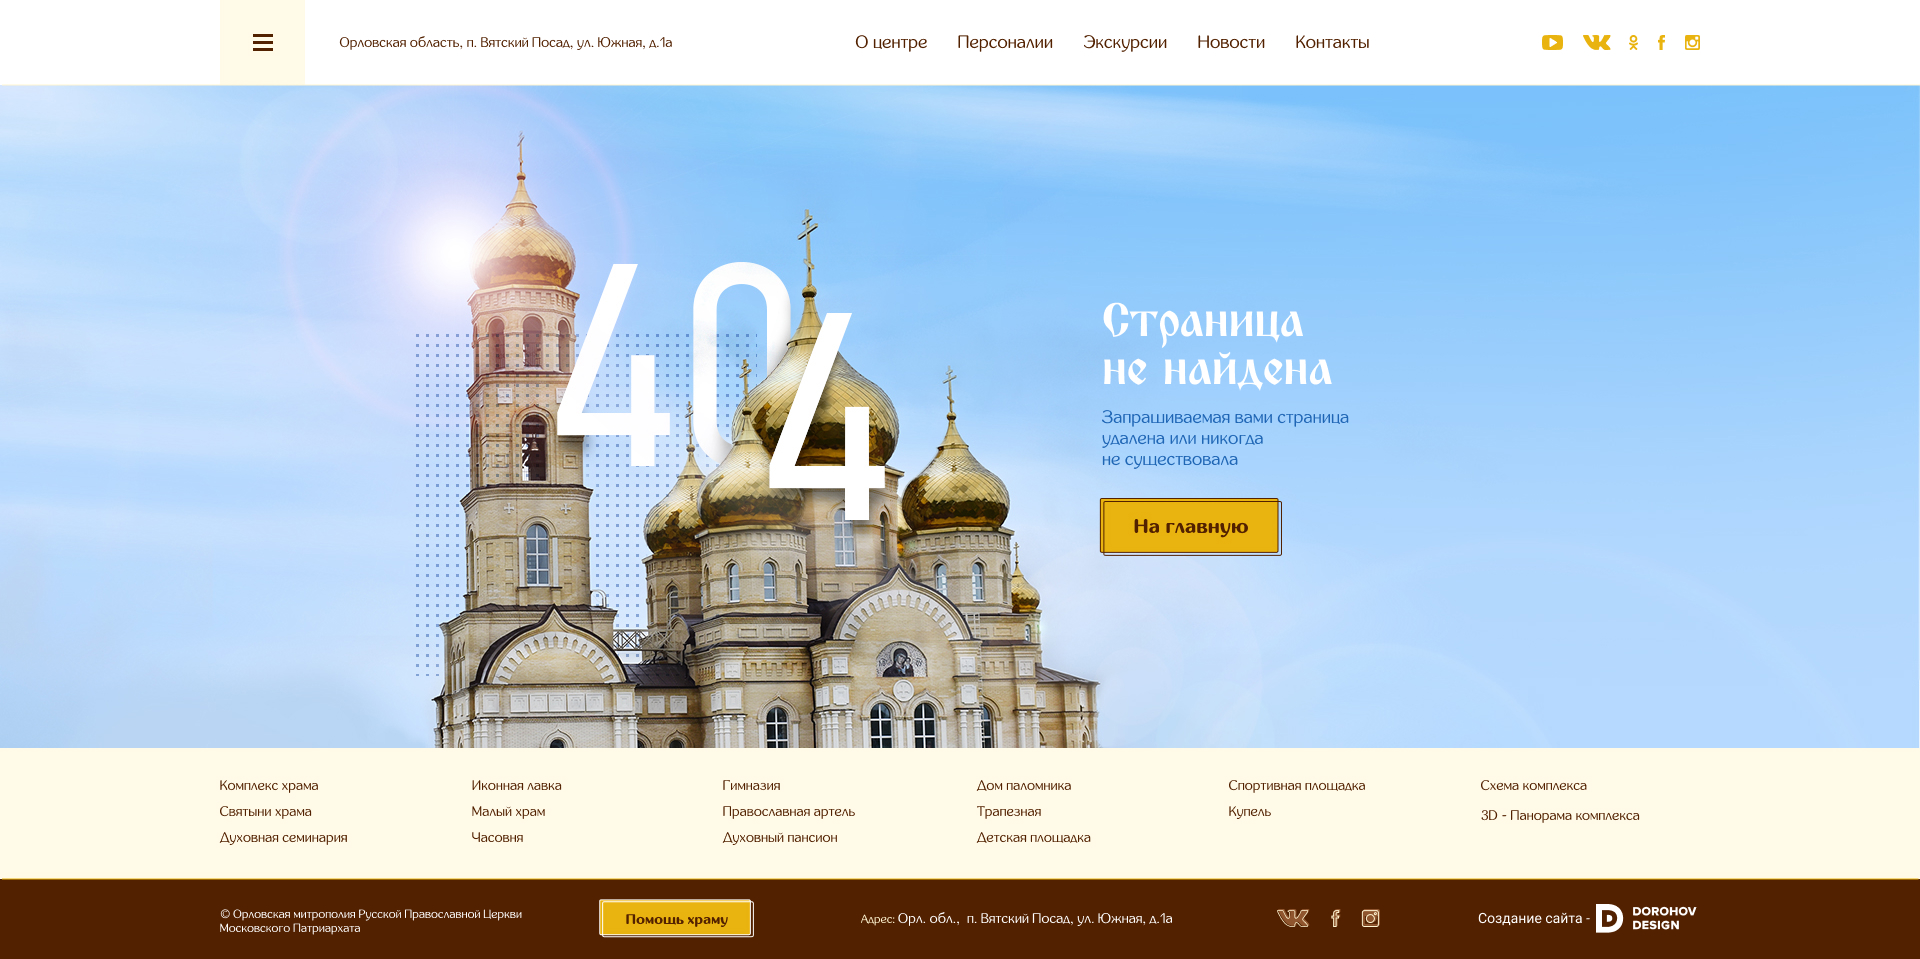 Орловская область, п. Вятский Посад, ул. Южная, д.1а
О центре
Персоналии
Экскурсии
Новости
Контакты
404
Страница
не найдена
Запрашиваемая вами страница
удалена или никогда
не существовала
На главную
Комплекс храма
Святыни храма
Духовная семинария
Иконная лавка
Малый храм
Часовня
Гимназия
Православная артель
Духовный пансион
Дом паломника
Трапезная
Детская площадка
Спортивная площадка
Купель
Схема комплекса
3D - Панорама комплекса
© Орловская митрополия Русской Православной Церкви
Московского Патриархата
Помощь храму
Адрес: Орл. обл., п. Вятский Посад, ул. Южная, д.1а
Создание сайта -
DOROHOV
DESIGN